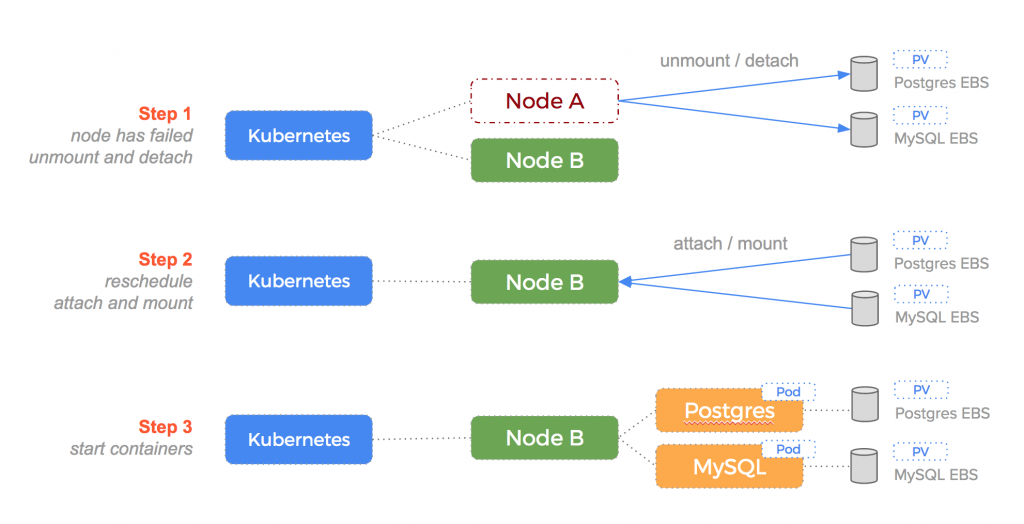 unmount / detach
PV
Postgres EBS
Node A
Step 1
node has failed
unmount and detach
Kubernetes
PV
MySQL EBS
Node B
attach / mount
PV
Postgres EBS
Step 2
reschedule
attach and mount
Kubernetes
Node B
PV
MySQL EBS
Pod
PV
Postgres
Postgres EBS
Step 3
start containers
Kubernetes
Node B
Pod
PV
MySQL
MySQL EBS